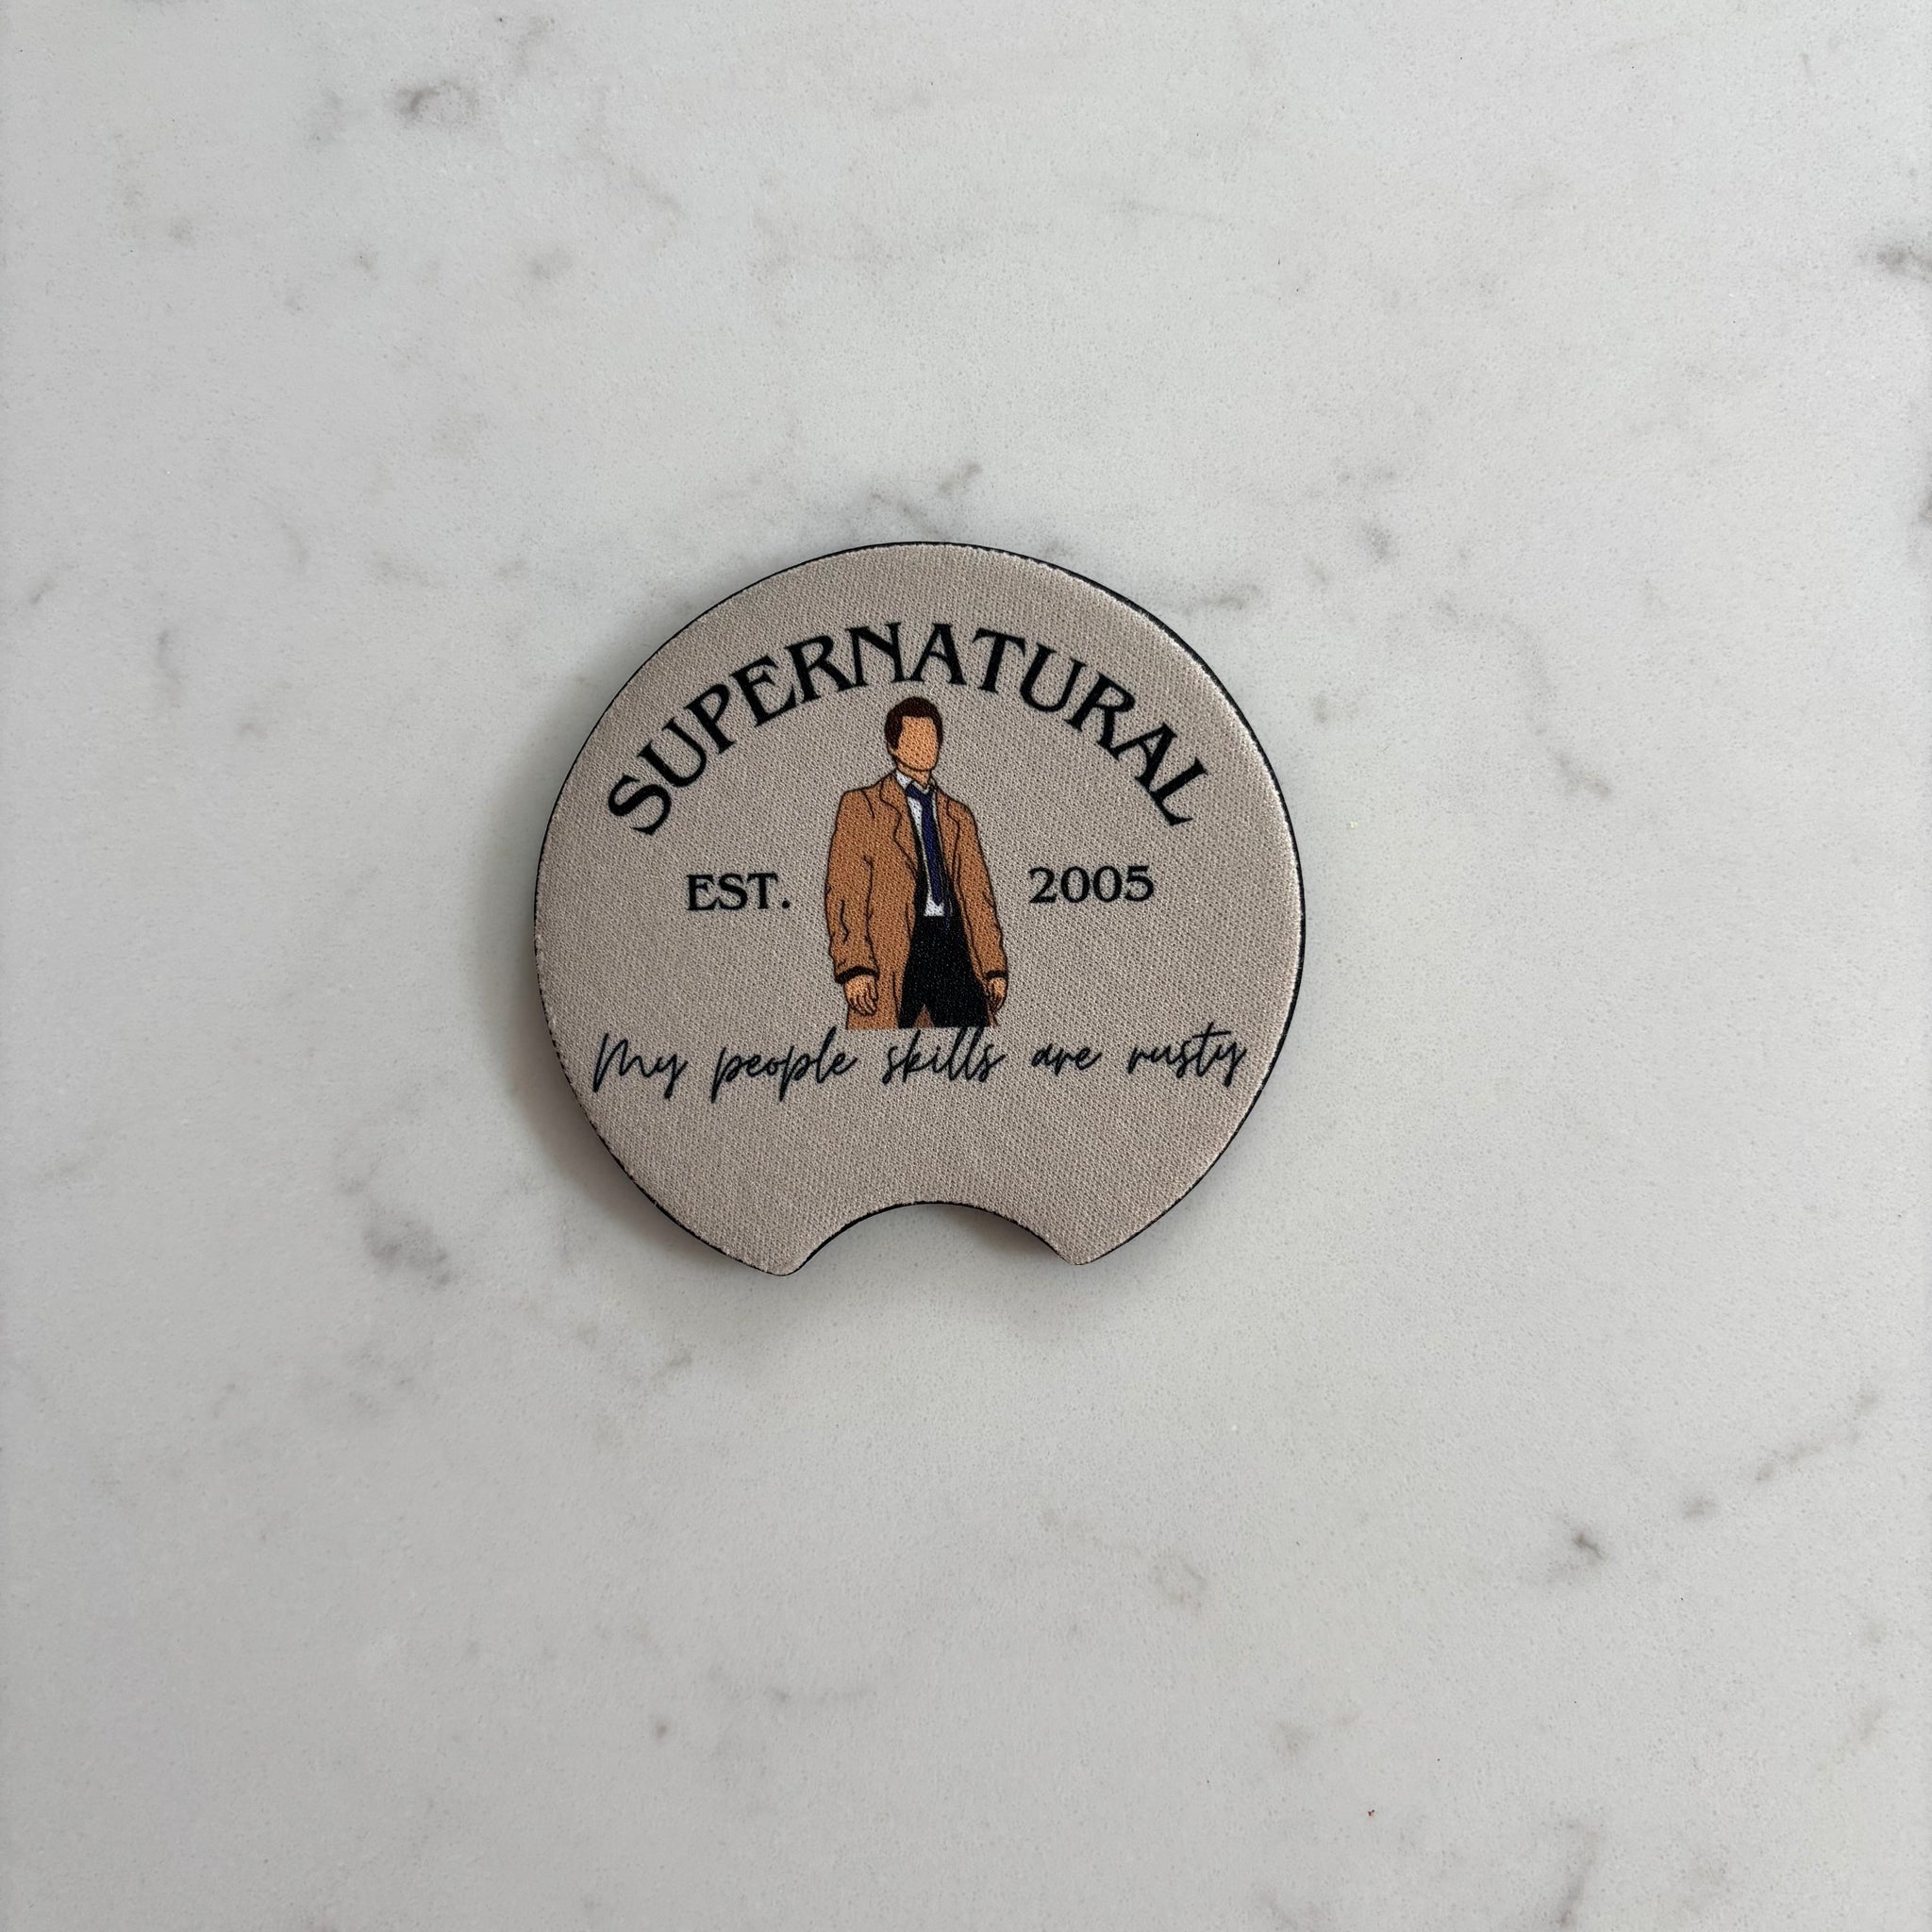 SUPERNATURAL
EST. 2005
My people skills are rusty